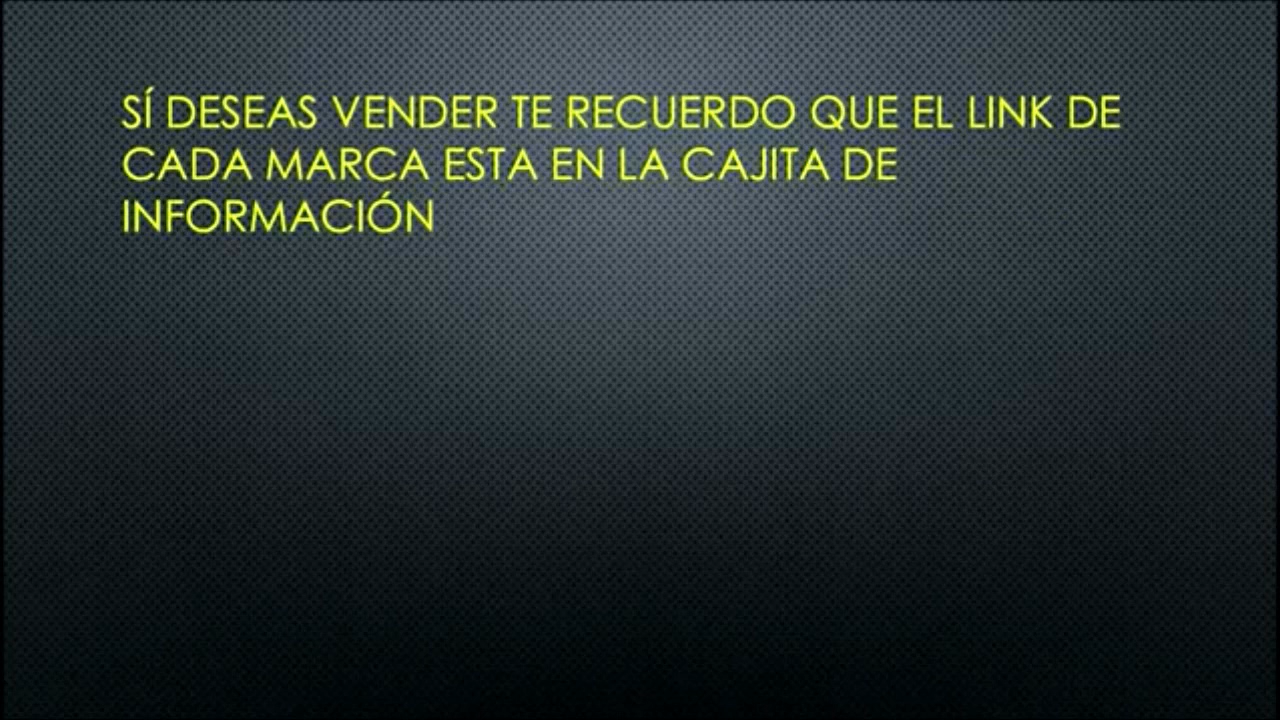 SÍ DESEAS VENDER TE RECUERDO QUE EL LINK DE
CADA MARCA ESTA EN LA CAJITA DE
INFORMACIÓN